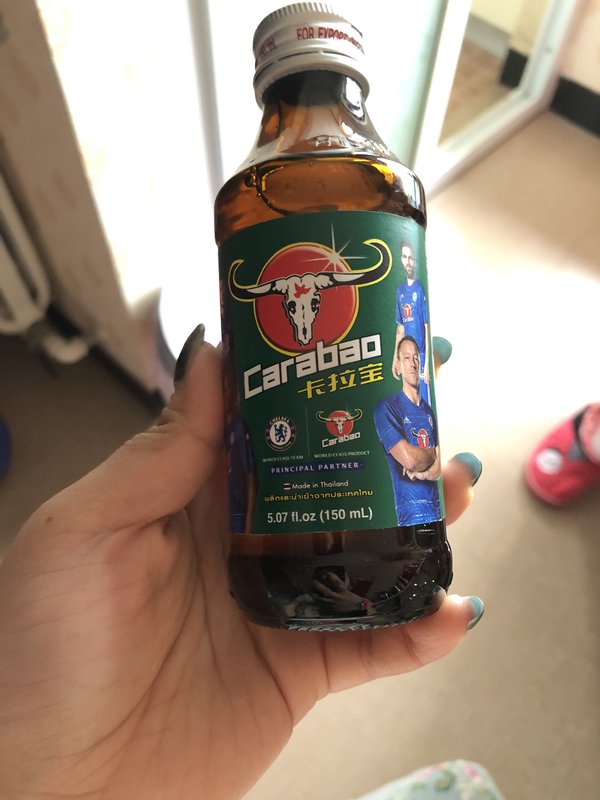 FOR EXPORT
Carabao
卡拉宝
CHELSEA
Carabao
WORLD CLASS TEAM
WORLD CLASS PRODUCT
PRINCIPAL PARTNER
Made in Thailand
ผลิตและนำเข้าจากประเทศไทย
5.07 fl.oz (150 mL)